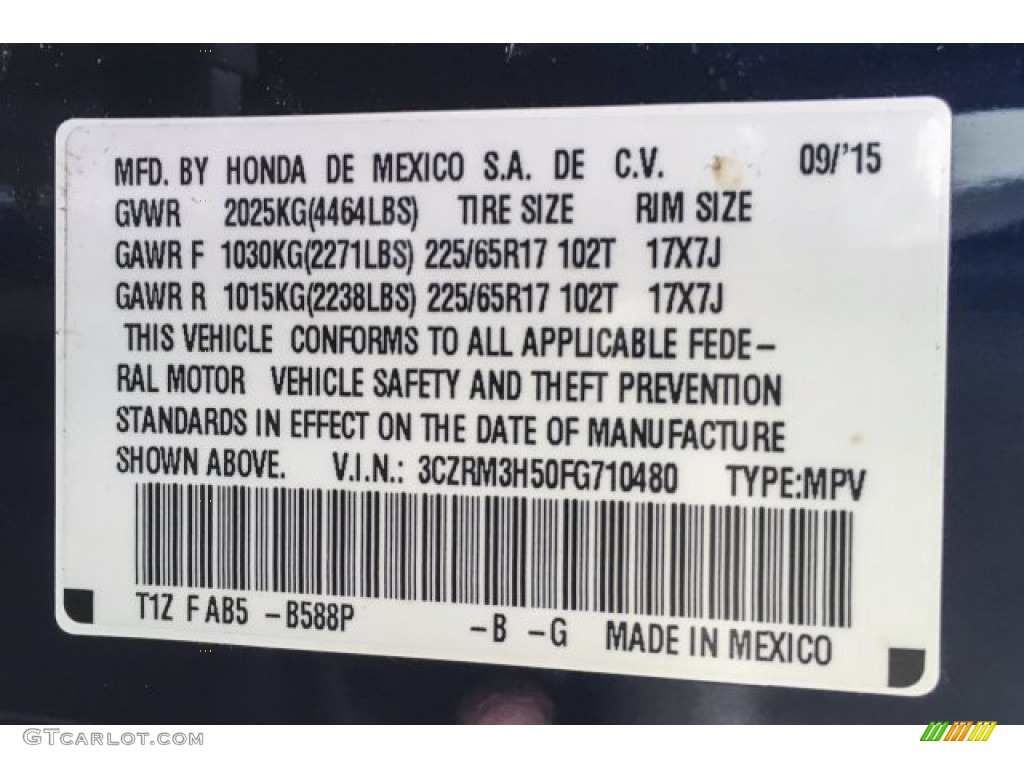 MFD. BY HONDA DE MEXICO S.A. DE C.V. 09/'15
GVWR 2025KG(4464LBS) TIRE SIZE RIM SIZE
GAWR F 1030KG(2271LBS) 225/65R17 102T 17X7J
GAWR R 1015KG(2238LBS) 225/65R17 102T 17X7J
THIS VEHICLE CONFORMS TO ALL APPLICABLE FEDE-
RAL MOTOR VEHICLE SAFETY AND THEFT PREVENTION
STANDARDS IN EFFECT ON THE DATE OF MANUFACTURE
SHOWN ABOVE. V.I.N.: 3CZRM3H50FG710480 TYPE:MPV
T1Z FAB5 -B588P -B -G MADE IN MEXICO
GTCARLOT.COM